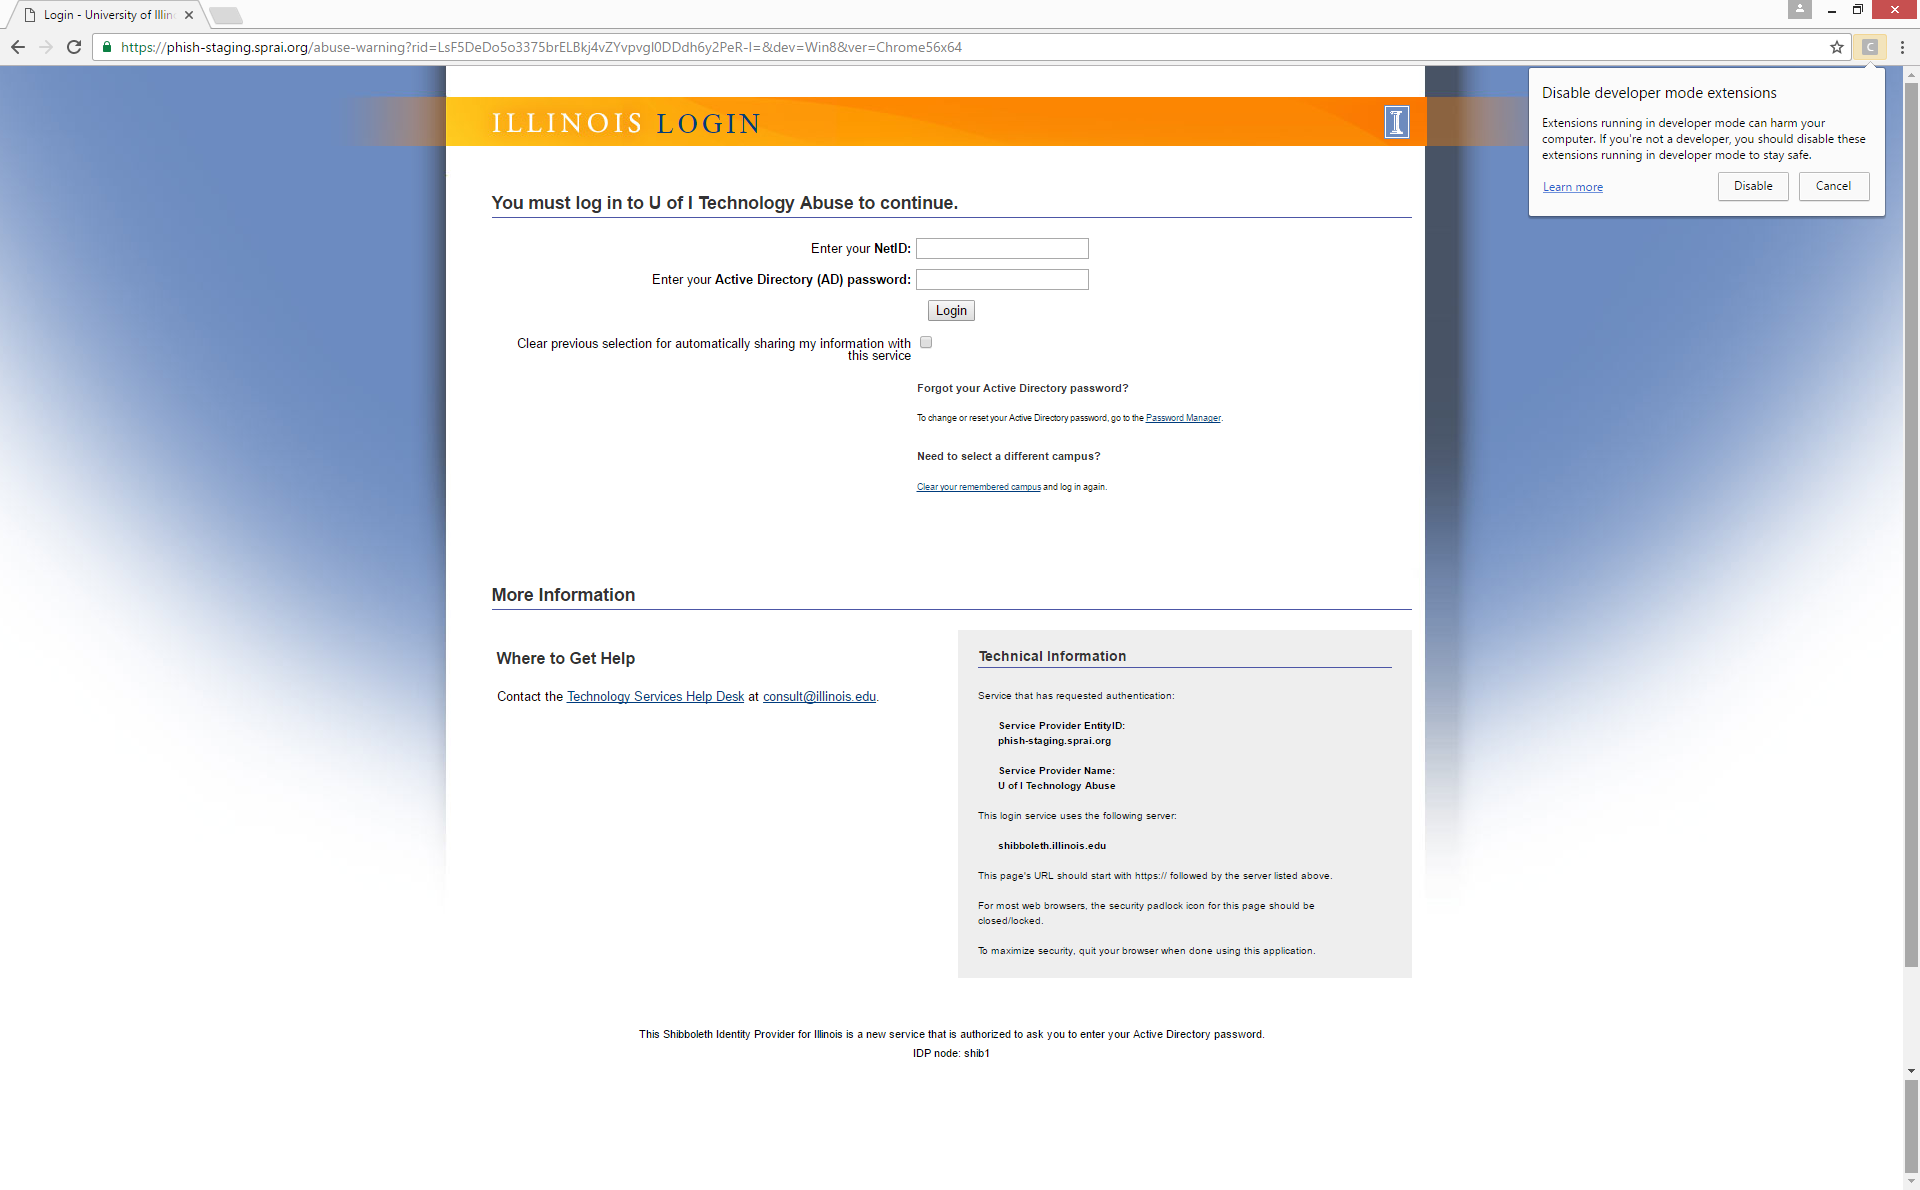 Login - University of Illin
https://phish-staging.sprai.org/abuse-warning?rid=LsF5DeDo5o3375brELBkj4vZYvpvgI0DDdh6y2PeR-I=&dev=Win8&ver=Chrome56x64
C
Disable developer mode extensions
Extensions running in developer mode can harm your
computer. If you're not a developer, you should disable these
extensions running in developer mode to stay safe.
Learn more
Disable
Cancel
ILLINOIS LOGIN
I
You must log in to U of I Technology Abuse to continue.
Enter your NetID:
Enter your Active Directory (AD) password:
Login
Clear previous selection for automatically sharing my information with
this service
Forgot your Active Directory password?
To change or reset your Active Directory password, go to the Password Manager.
Need to select a different campus?
Clear your remembered campus and log in again.
More Information
Where to Get Help
Contact the Technology Services Help Desk at consult@illinois.edu.
Technical Information
Service that has requested authentication:
Service Provider EntityID:
phish-staging.sprai.org
Service Provider Name:
U of I Technology Abuse
This login service uses the following server:
shibboleth.illinois.edu
This page's URL should start with https:// followed by the server listed above.
For most web browsers, the security padlock icon for this page should be
closed/locked.
To maximize security, quit your browser when done using this application.
This Shibboleth Identity Provider for Illinois is a new service that is authorized to ask you to enter your Active Directory password.
IDP node: shib1